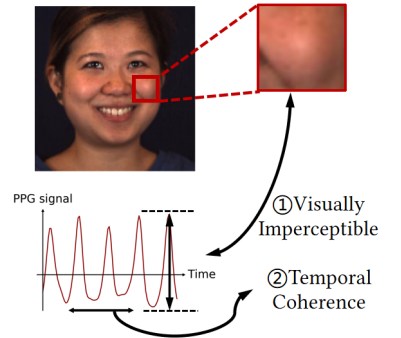 PPG signal
Time
①Visually
Imperceptible
②Temporal
Coherence